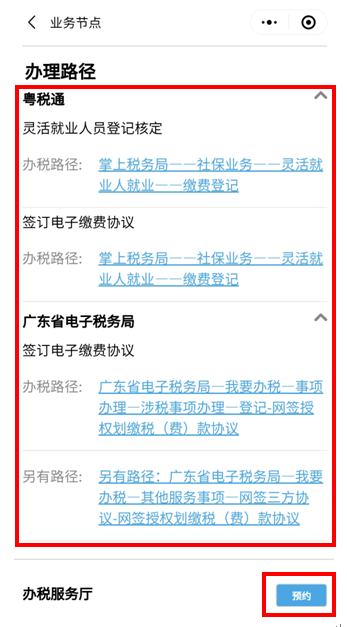 业务节点
办理路径
粤税通
灵活就业人员登记核定
办税路径: 掌上税务局——社保业务——灵活就
业人就业——缴费登记
签订电子缴费协议
办税路径: 掌上税务局——社保业务——灵活就
业人就业——缴费登记
广东省电子税务局
签订电子缴费协议
办税路径: 广东省电子税务局—我要办税—事项
办理—涉税事项办理—登记-网签授
权划缴税（费）款协议
另有路径: 另有路径：广东省电子税务局—我要
办税—其他服务事项—网签三方协
议-网签授权划缴税（费）款协议
办税服务厅
预约